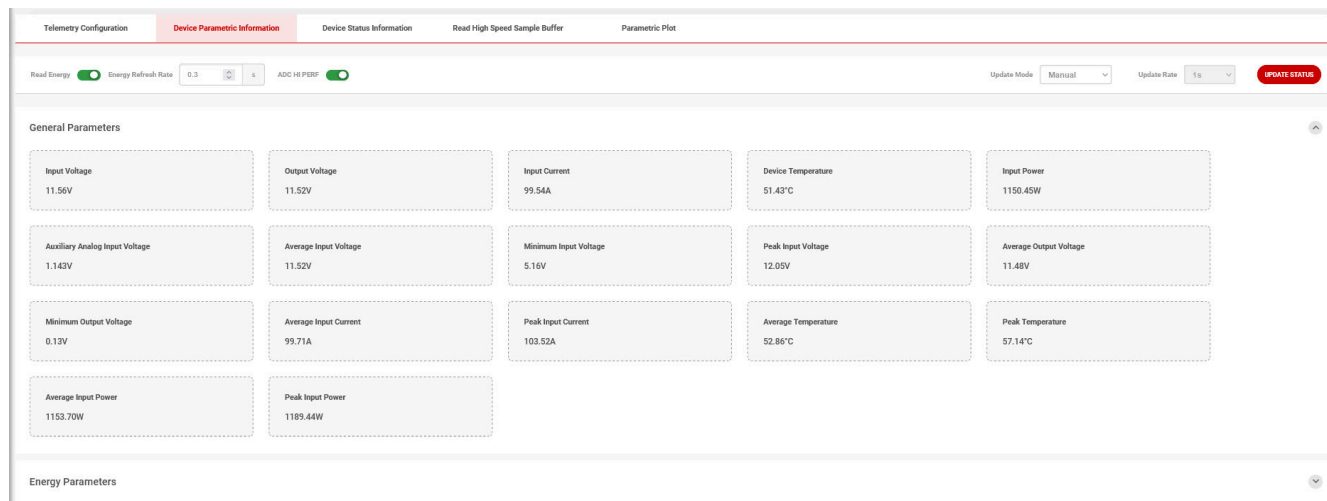 Telemetry Configuration Device Parametric Information Device Status Information Read High Speed Sample Buffer Parametric Plot
Read Energy Energy Refresh Rate 0.3 s ADC HI PERF Update Mode Manual Update Rate 1s UPDATE STATUS
General Parameters
Input Voltage Output Voltage Input Current Device Temperature Input Power
11.56V 11.52V 99.54A 51.43°C 1150.45W
Auxiliary Analog Input Voltage Average Input Voltage Minimum Input Voltage Peak Input Voltage Average Output Voltage
1.143V 11.52V 5.16V 12.05V 11.48V
Minimum Output Voltage Average Input Current Peak Input Current Average Temperature Peak Temperature
0.13V 99.71A 103.52A 52.86°C 57.14°C
Average Input Power Peak Input Power
1153.70W 1189.44W
Energy Parameters